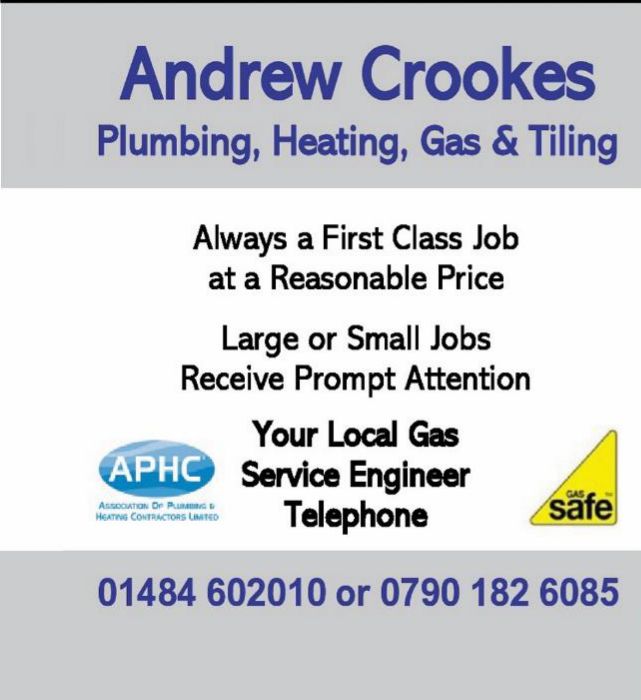 Andrew Crookes
Plumbing, Heating, Gas & Tiling
Always a First Class Job
at a Reasonable Price
Large or Small Jobs
Receive Prompt Attention
Your Local Gas
Service Engineer
Telephone
APHC
Association Of Plumbing &
Heating Contractors Limited
GAS
safe
01484 602010 or 0790 182 6085